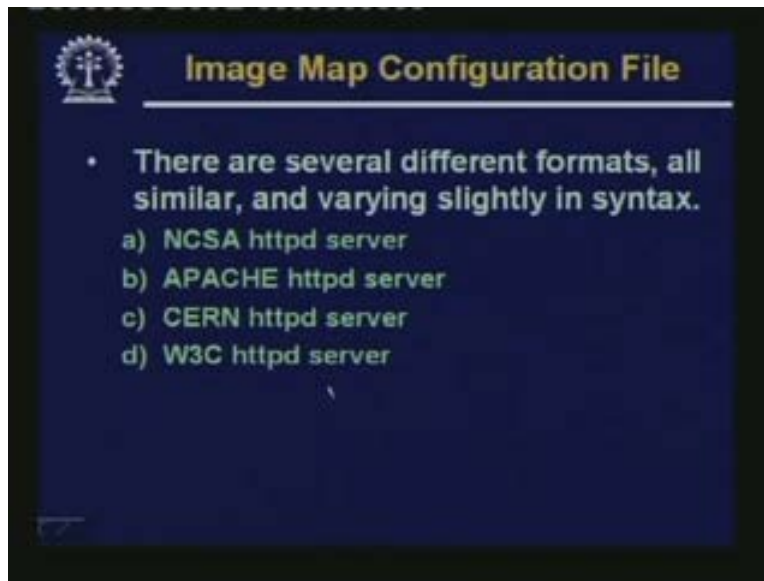 Image Map Configuration File
• There are several different formats, all
similar, and varying slightly in syntax.
a) NCSA httpd server
b) APACHE httpd server
c) CERN httpd server
d) W3C httpd server